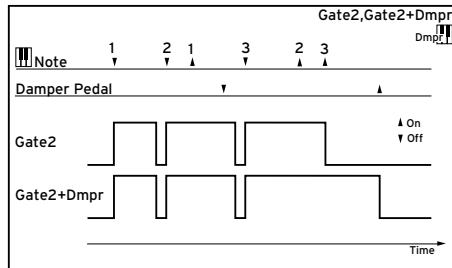 Gate2,Gate2+Dmpr
Dmpr
1 2 1 3 2 3
Note
Damper Pedal
On
Off
Gate2
Gate2+Dmpr
Time